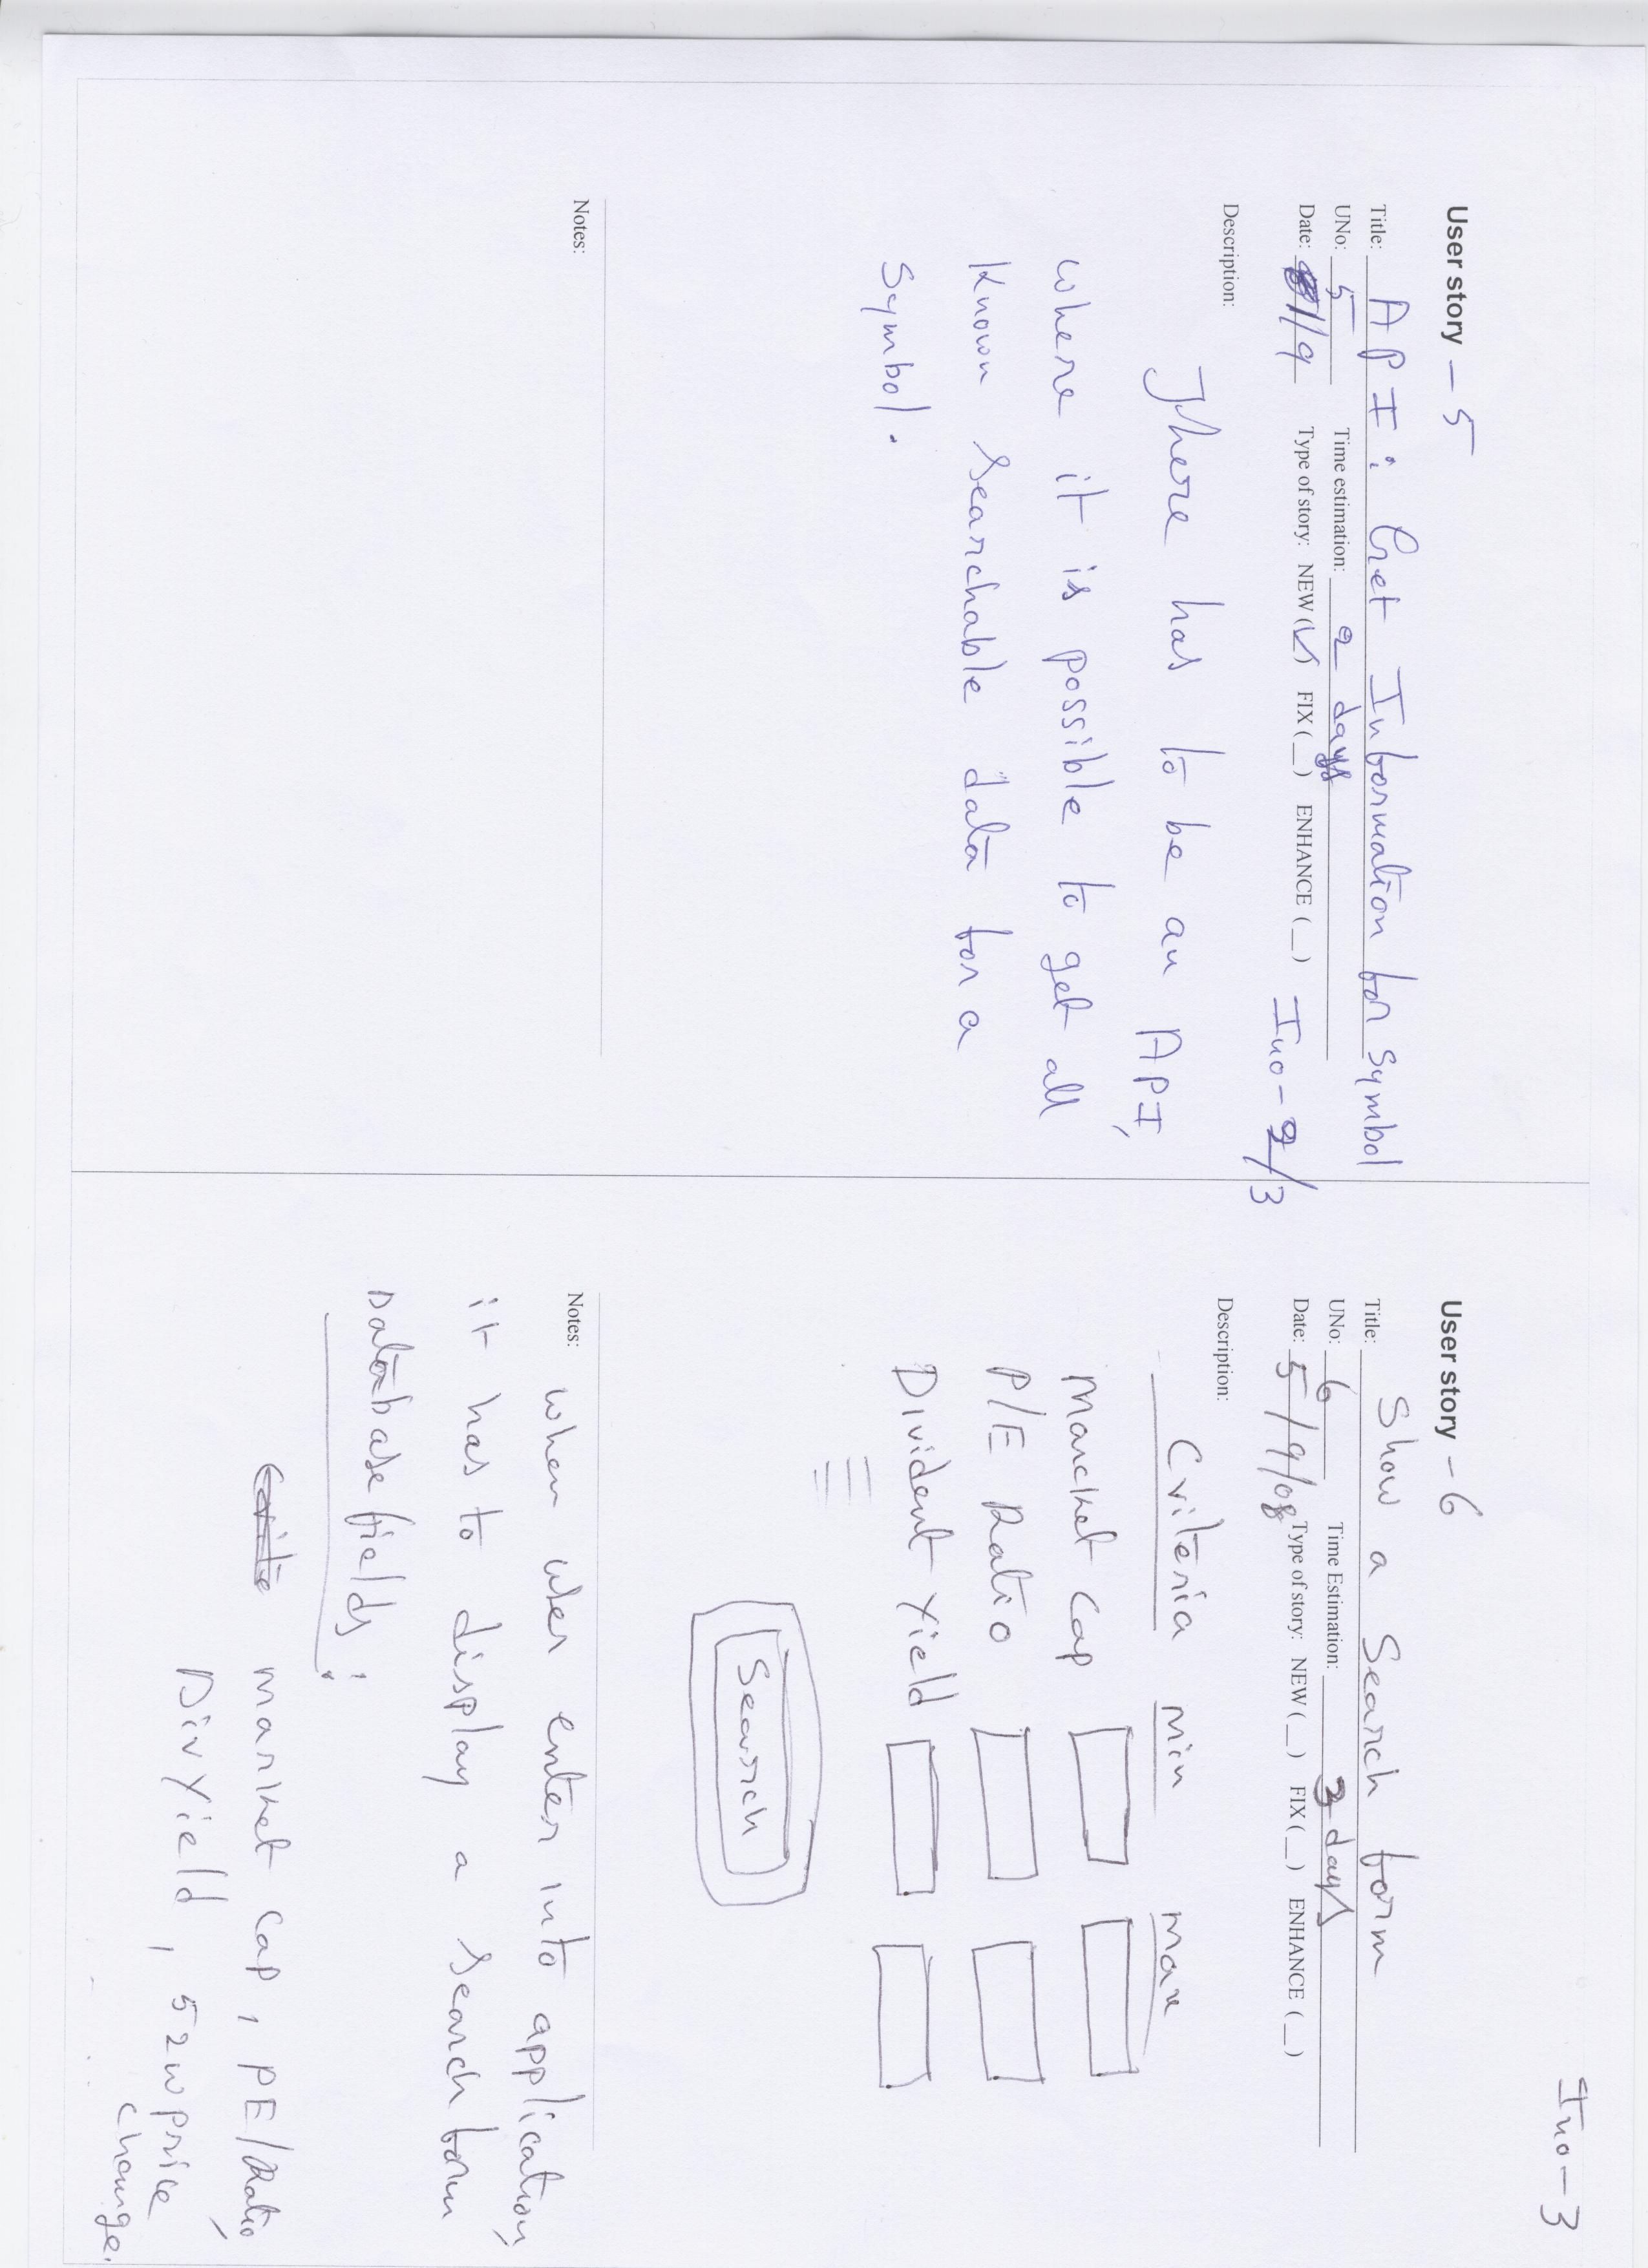 User story - 5
Title: API: Get Information for Symbol
UNo: 5 Time estimation: 2 days
Date: 1/9 Type of story: NEW (✓) FIX (_) ENHANCE (_) Ino-2/3
Description:
There has to be an API,
where it is possible to get all
known searchable data for a
Symbol.
Notes:
Ino-3
User story - 6
Title: Show a Search form
UNo: 6 Time Estimation: 3 days
Date: 5/9/08 Type of story: NEW (_) FIX (_) ENHANCE (_)
Description:
Criteria min max
Market Cap
P/E Ratio
Divident Yield
Search
Notes:
when user enter into application,
it has to display a search form
Database fields:
market cap, PE/Ratio,
Div Yield, 52w price
change.